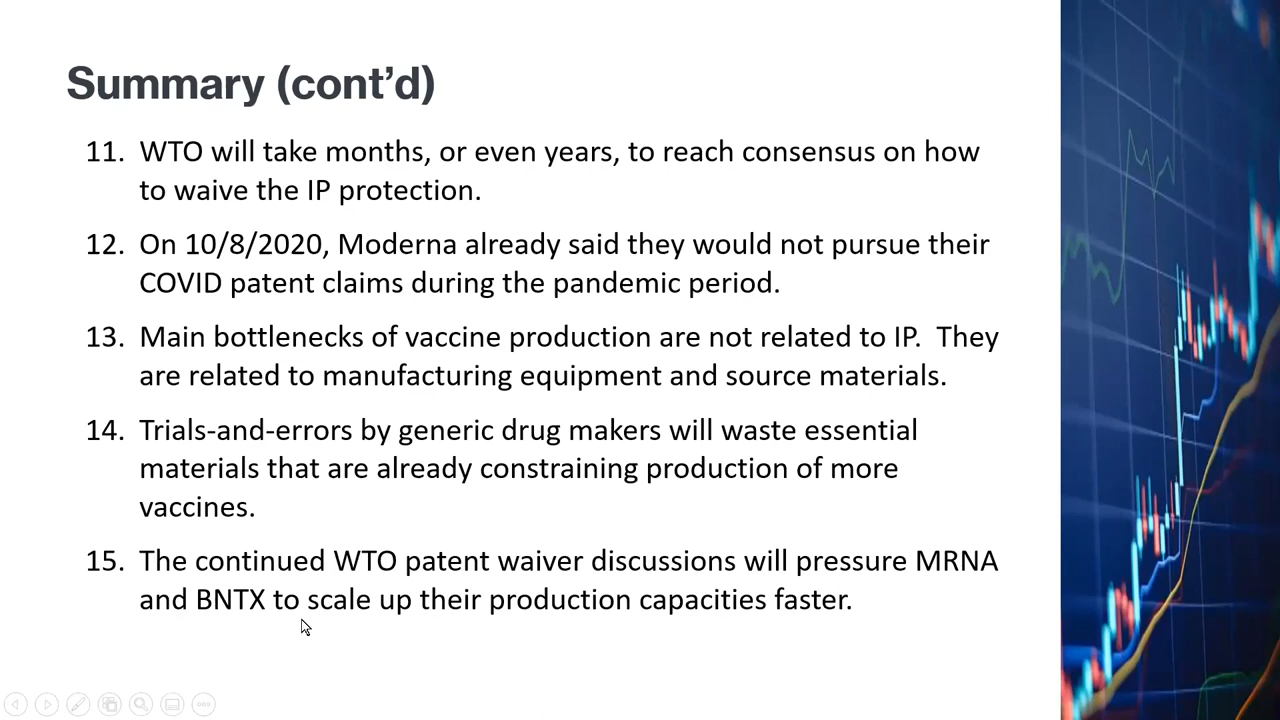 Summary (cont’d)
11. WTO will take months, or even years, to reach consensus on how
to waive the IP protection.
12. On 10/8/2020, Moderna already said they would not pursue their
COVID patent claims during the pandemic period.
13. Main bottlenecks of vaccine production are not related to IP.  They
are related to manufacturing equipment and source materials.
14. Trials-and-errors by generic drug makers will waste essential
materials that are already constraining production of more
vaccines.
15. The continued WTO patent waiver discussions will pressure MRNA
and BNTX to scale up their production capacities faster.